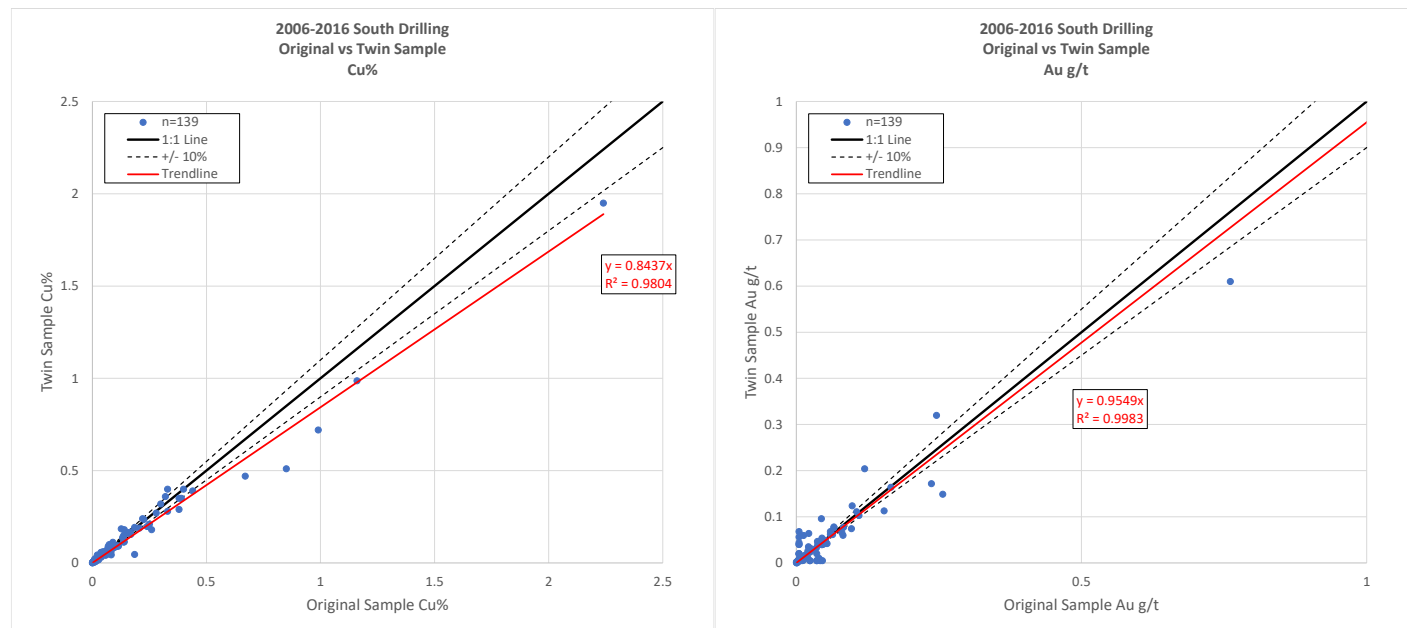 2006-2016 South Drilling
Original vs Twin Sample
Cu%
2.5
2
1.5
1
0.5
0
0
0.5
1
1.5
2
2.5
Twin Sample Cu%
Original Sample Cu%
n=139
1:1 Line
+/- 10%
Trendline
y = 0.8437x
R² = 0.9804
2006-2016 South Drilling
Original vs Twin Sample
Au g/t
1
0.9
0.8
0.7
0.6
0.5
0.4
0.3
0.2
0.1
0
0
0.5
1
Twin Sample Au g/t
Original Sample Au g/t
n=139
1:1 Line
+/- 10%
Trendline
y = 0.9549x
R² = 0.9983